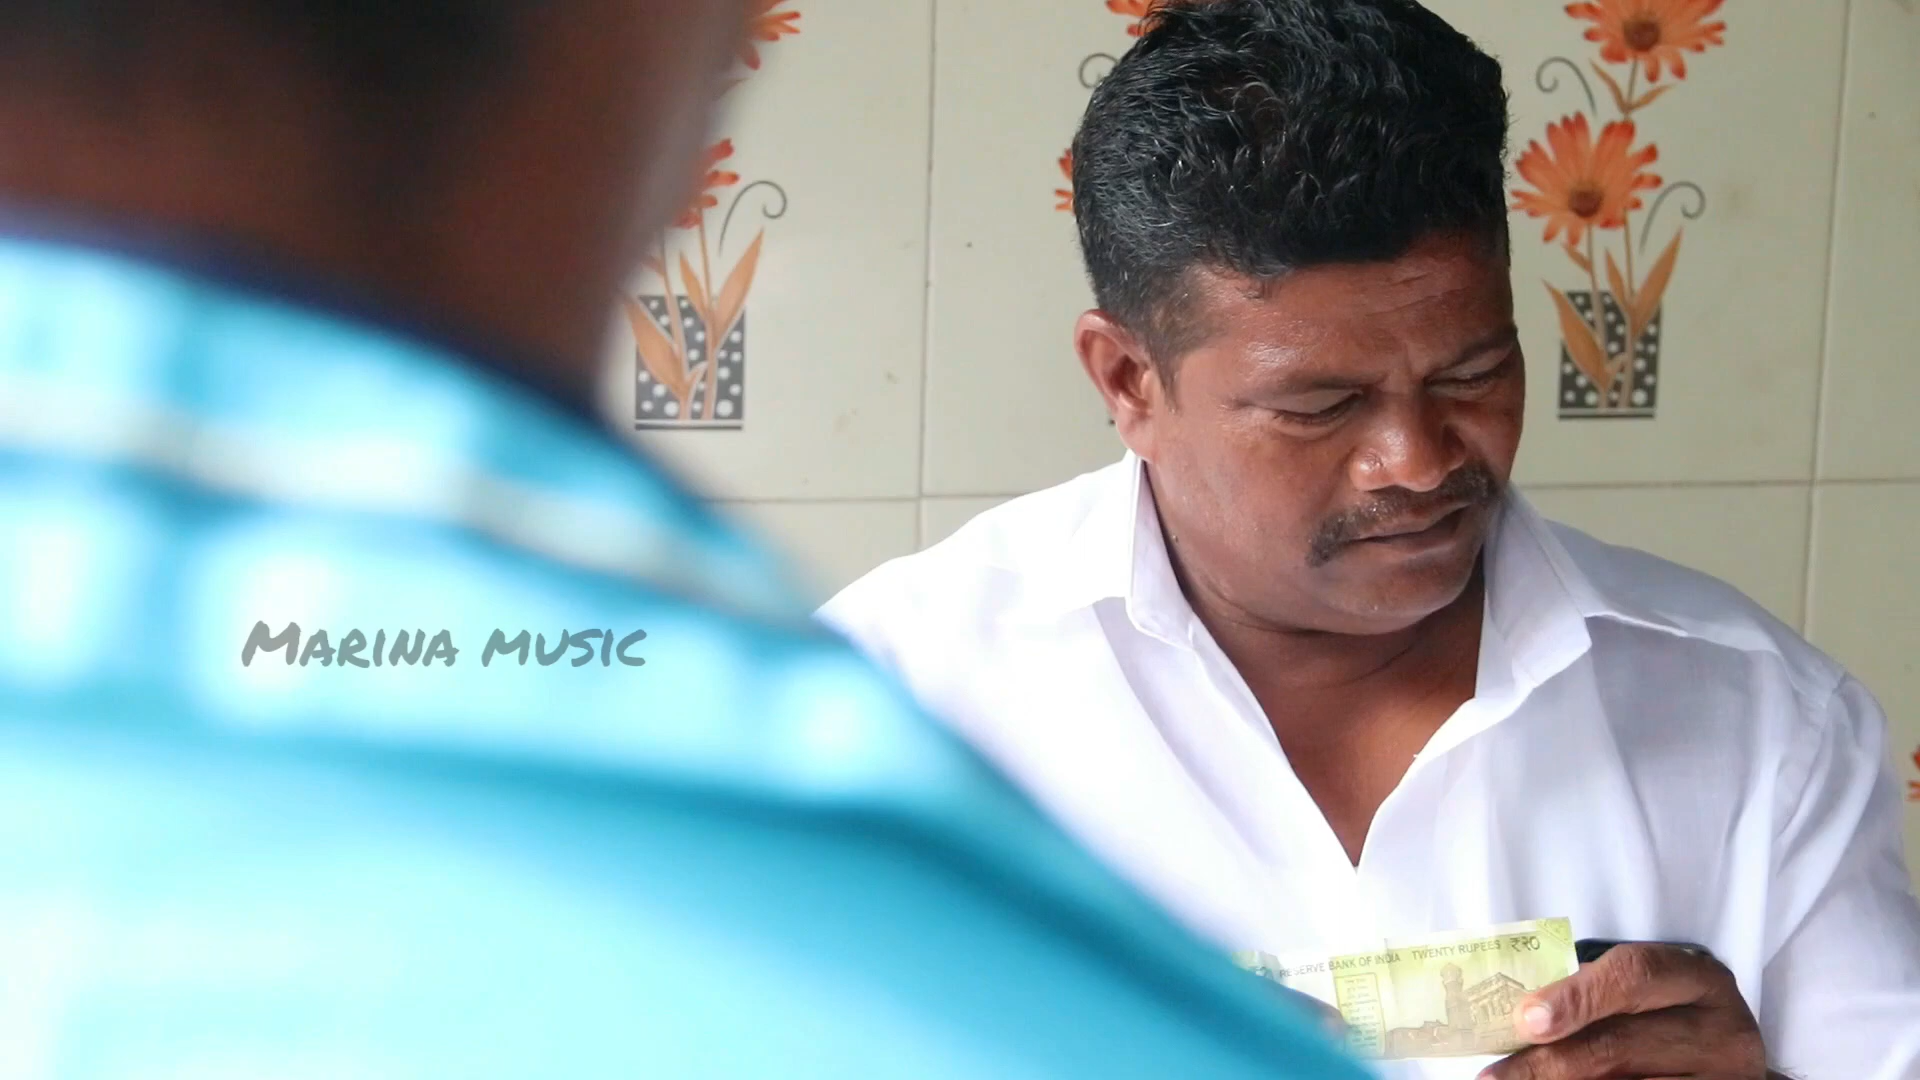 MARINA MUSIC
RESERVE BANK OF INDIA TWENTY RUPEES ₹२०